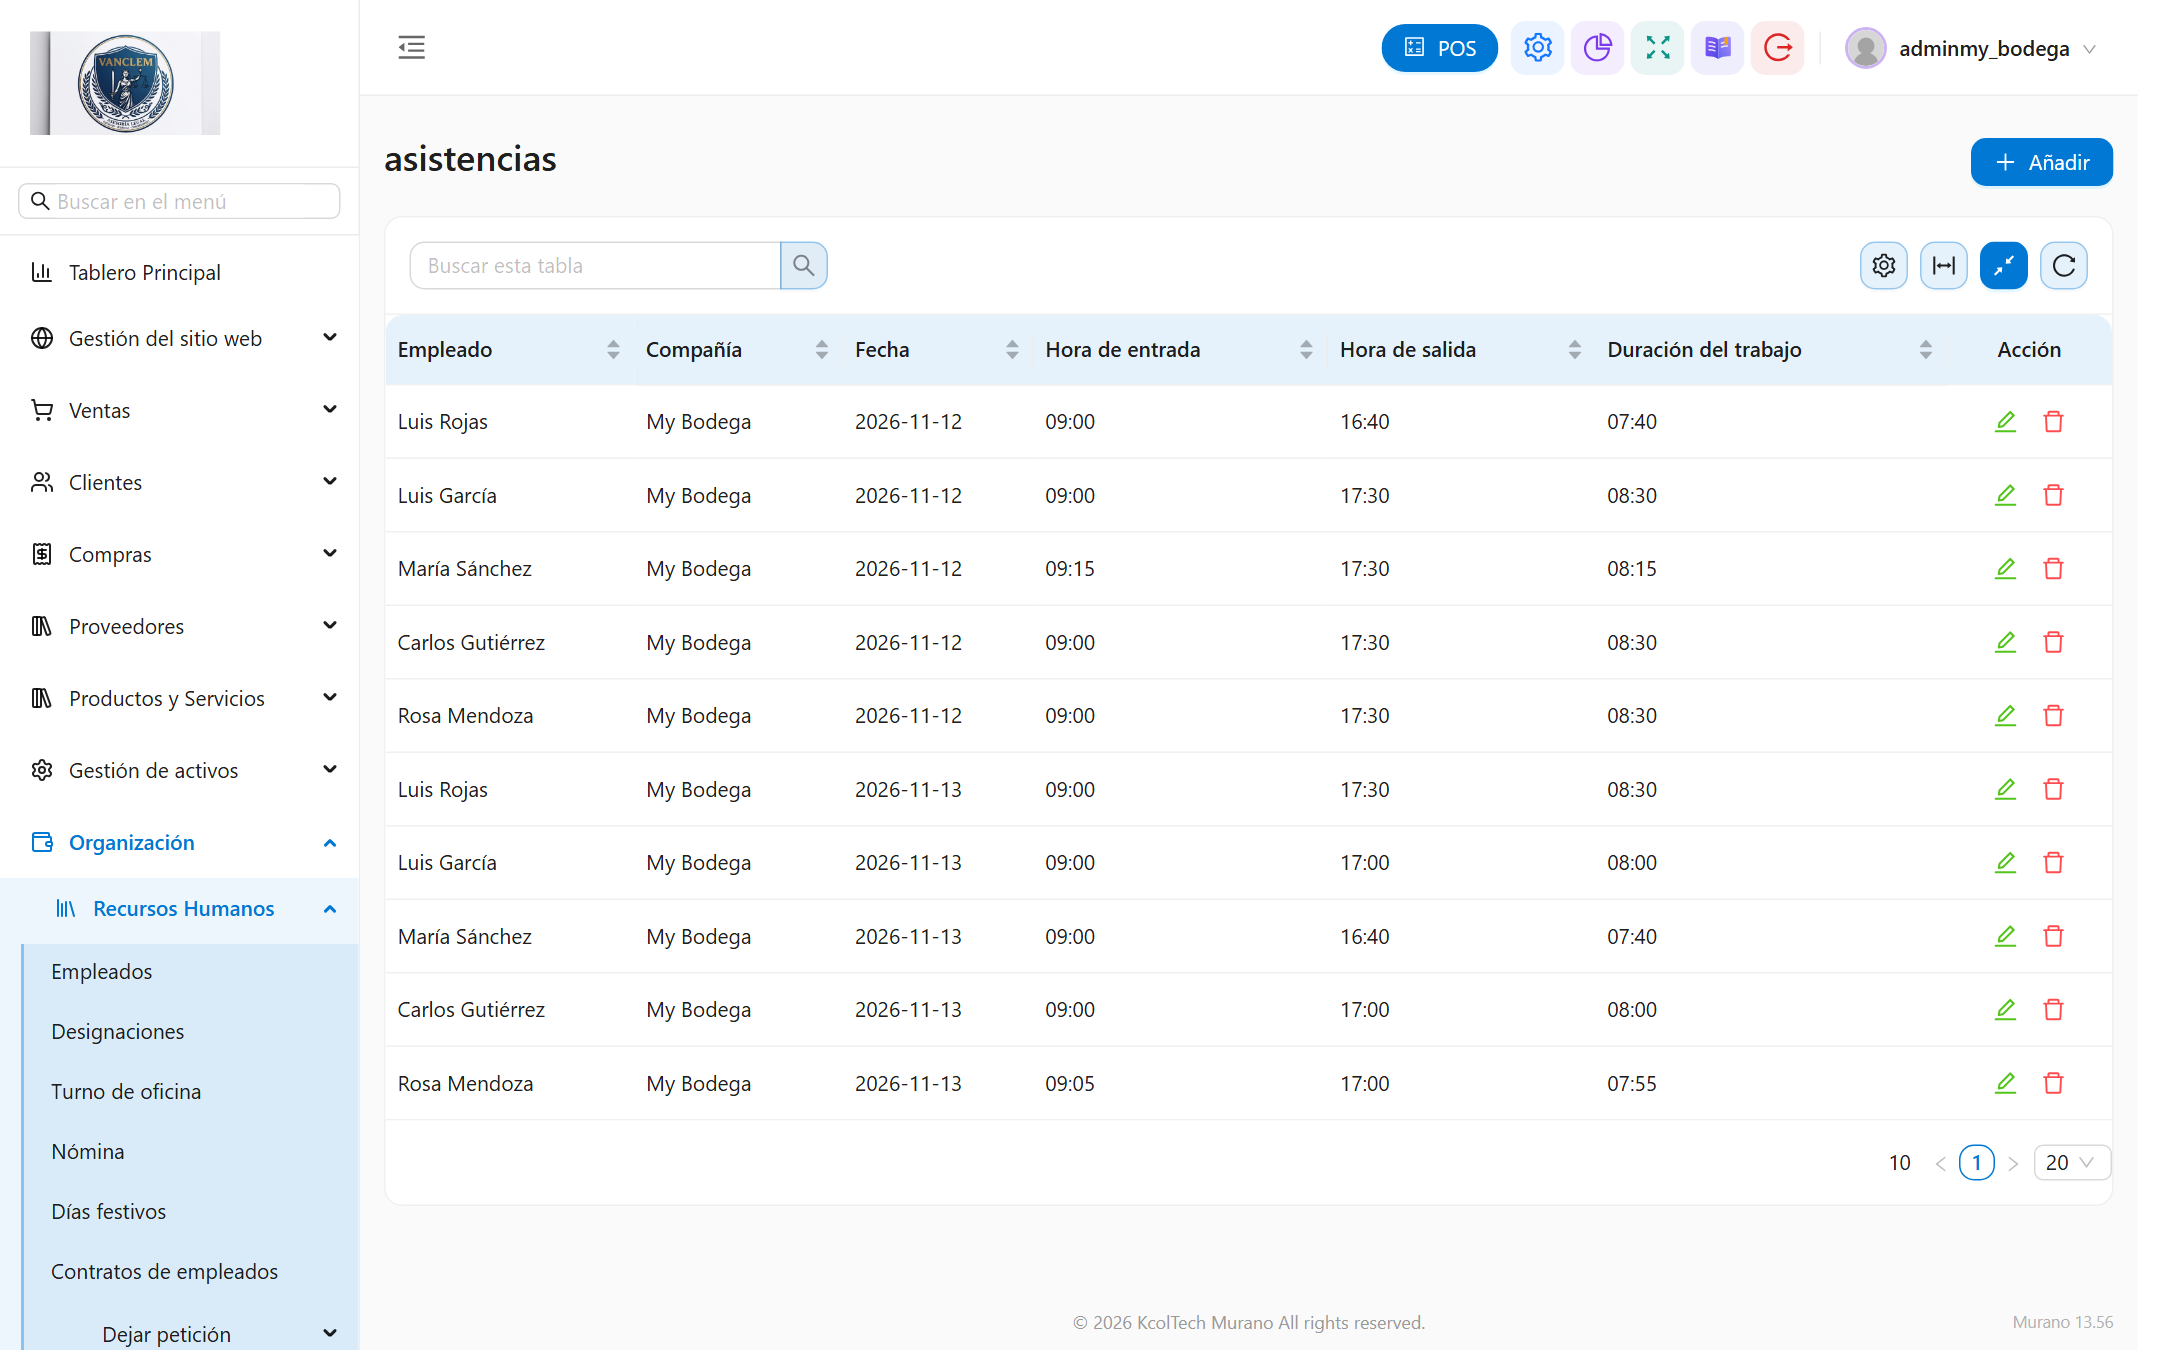 VANCLEM
ASESORÍA LEGAL
Buscar en el menú
Tablero Principal
Gestión del sitio web
Ventas
Clientes
Compras
Proveedores
Productos y Servicios
Gestión de activos
Organización
Recursos Humanos
Empleados
Designaciones
Turno de oficina
Nómina
Días festivos
Contratos de empleados
Dejar petición
POS
adminmy_bodega
asistencias
Añadir
Buscar esta tabla
Empleado Compañía Fecha Hora de entrada Hora de salida Duración del trabajo Acción
Luis Rojas My Bodega 2026-11-12 09:00 16:40 07:40
Luis García My Bodega 2026-11-12 09:00 17:30 08:30
María Sánchez My Bodega 2026-11-12 09:15 17:30 08:15
Carlos Gutiérrez My Bodega 2026-11-12 09:00 17:30 08:30
Rosa Mendoza My Bodega 2026-11-12 09:00 17:30 08:30
Luis Rojas My Bodega 2026-11-13 09:00 17:30 08:30
Luis García My Bodega 2026-11-13 09:00 17:00 08:00
María Sánchez My Bodega 2026-11-13 09:00 16:40 07:40
Carlos Gutiérrez My Bodega 2026-11-13 09:00 17:00 08:00
Rosa Mendoza My Bodega 2026-11-13 09:05 17:00 07:55
10 < 1 > 20
© 2026 KcolTech Murano All rights reserved.
Murano 13.56